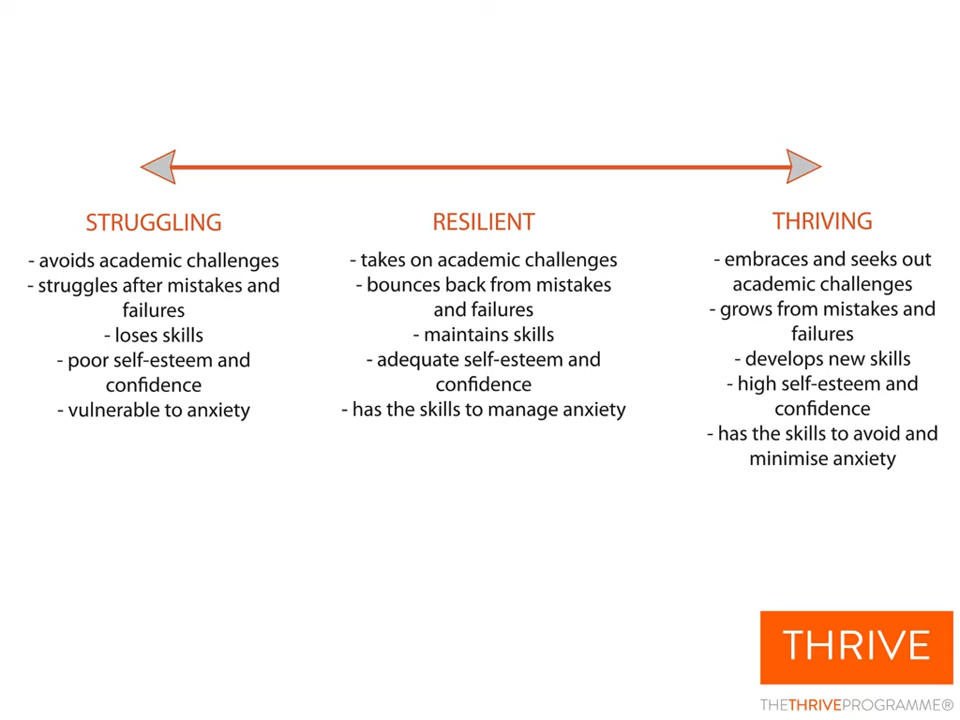 STRUGGLING
- avoids academic challenges
- struggles after mistakes and
failures
- loses skills
- poor self-esteem and
confidence
- vulnerable to anxiety
RESILIENT
- takes on academic challenges
- bounces back from mistakes
and failures
- maintains skills
- adequate self-esteem and
confidence
- has the skills to manage anxiety
THRIVING
- embraces and seeks out
academic challenges
- grows from mistakes and
failures
- develops new skills
- high self-esteem and
confidence
- has the skills to avoid and
minimise anxiety
THRIVE
THETHRIVEPROGRAMME®